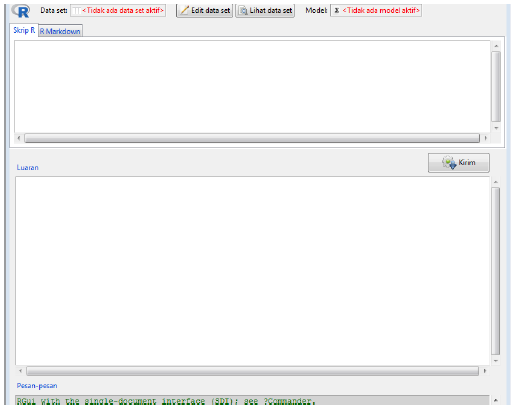 R Data set: <Tidak ada data set aktif> Edit data set Lihat data set Model: Σ <Tidak ada model aktif>
Skrip R R Markdown
Kirim
Luaran
Pesan-pesan
RGui with the single-document interface (SDI); see ?Commander.